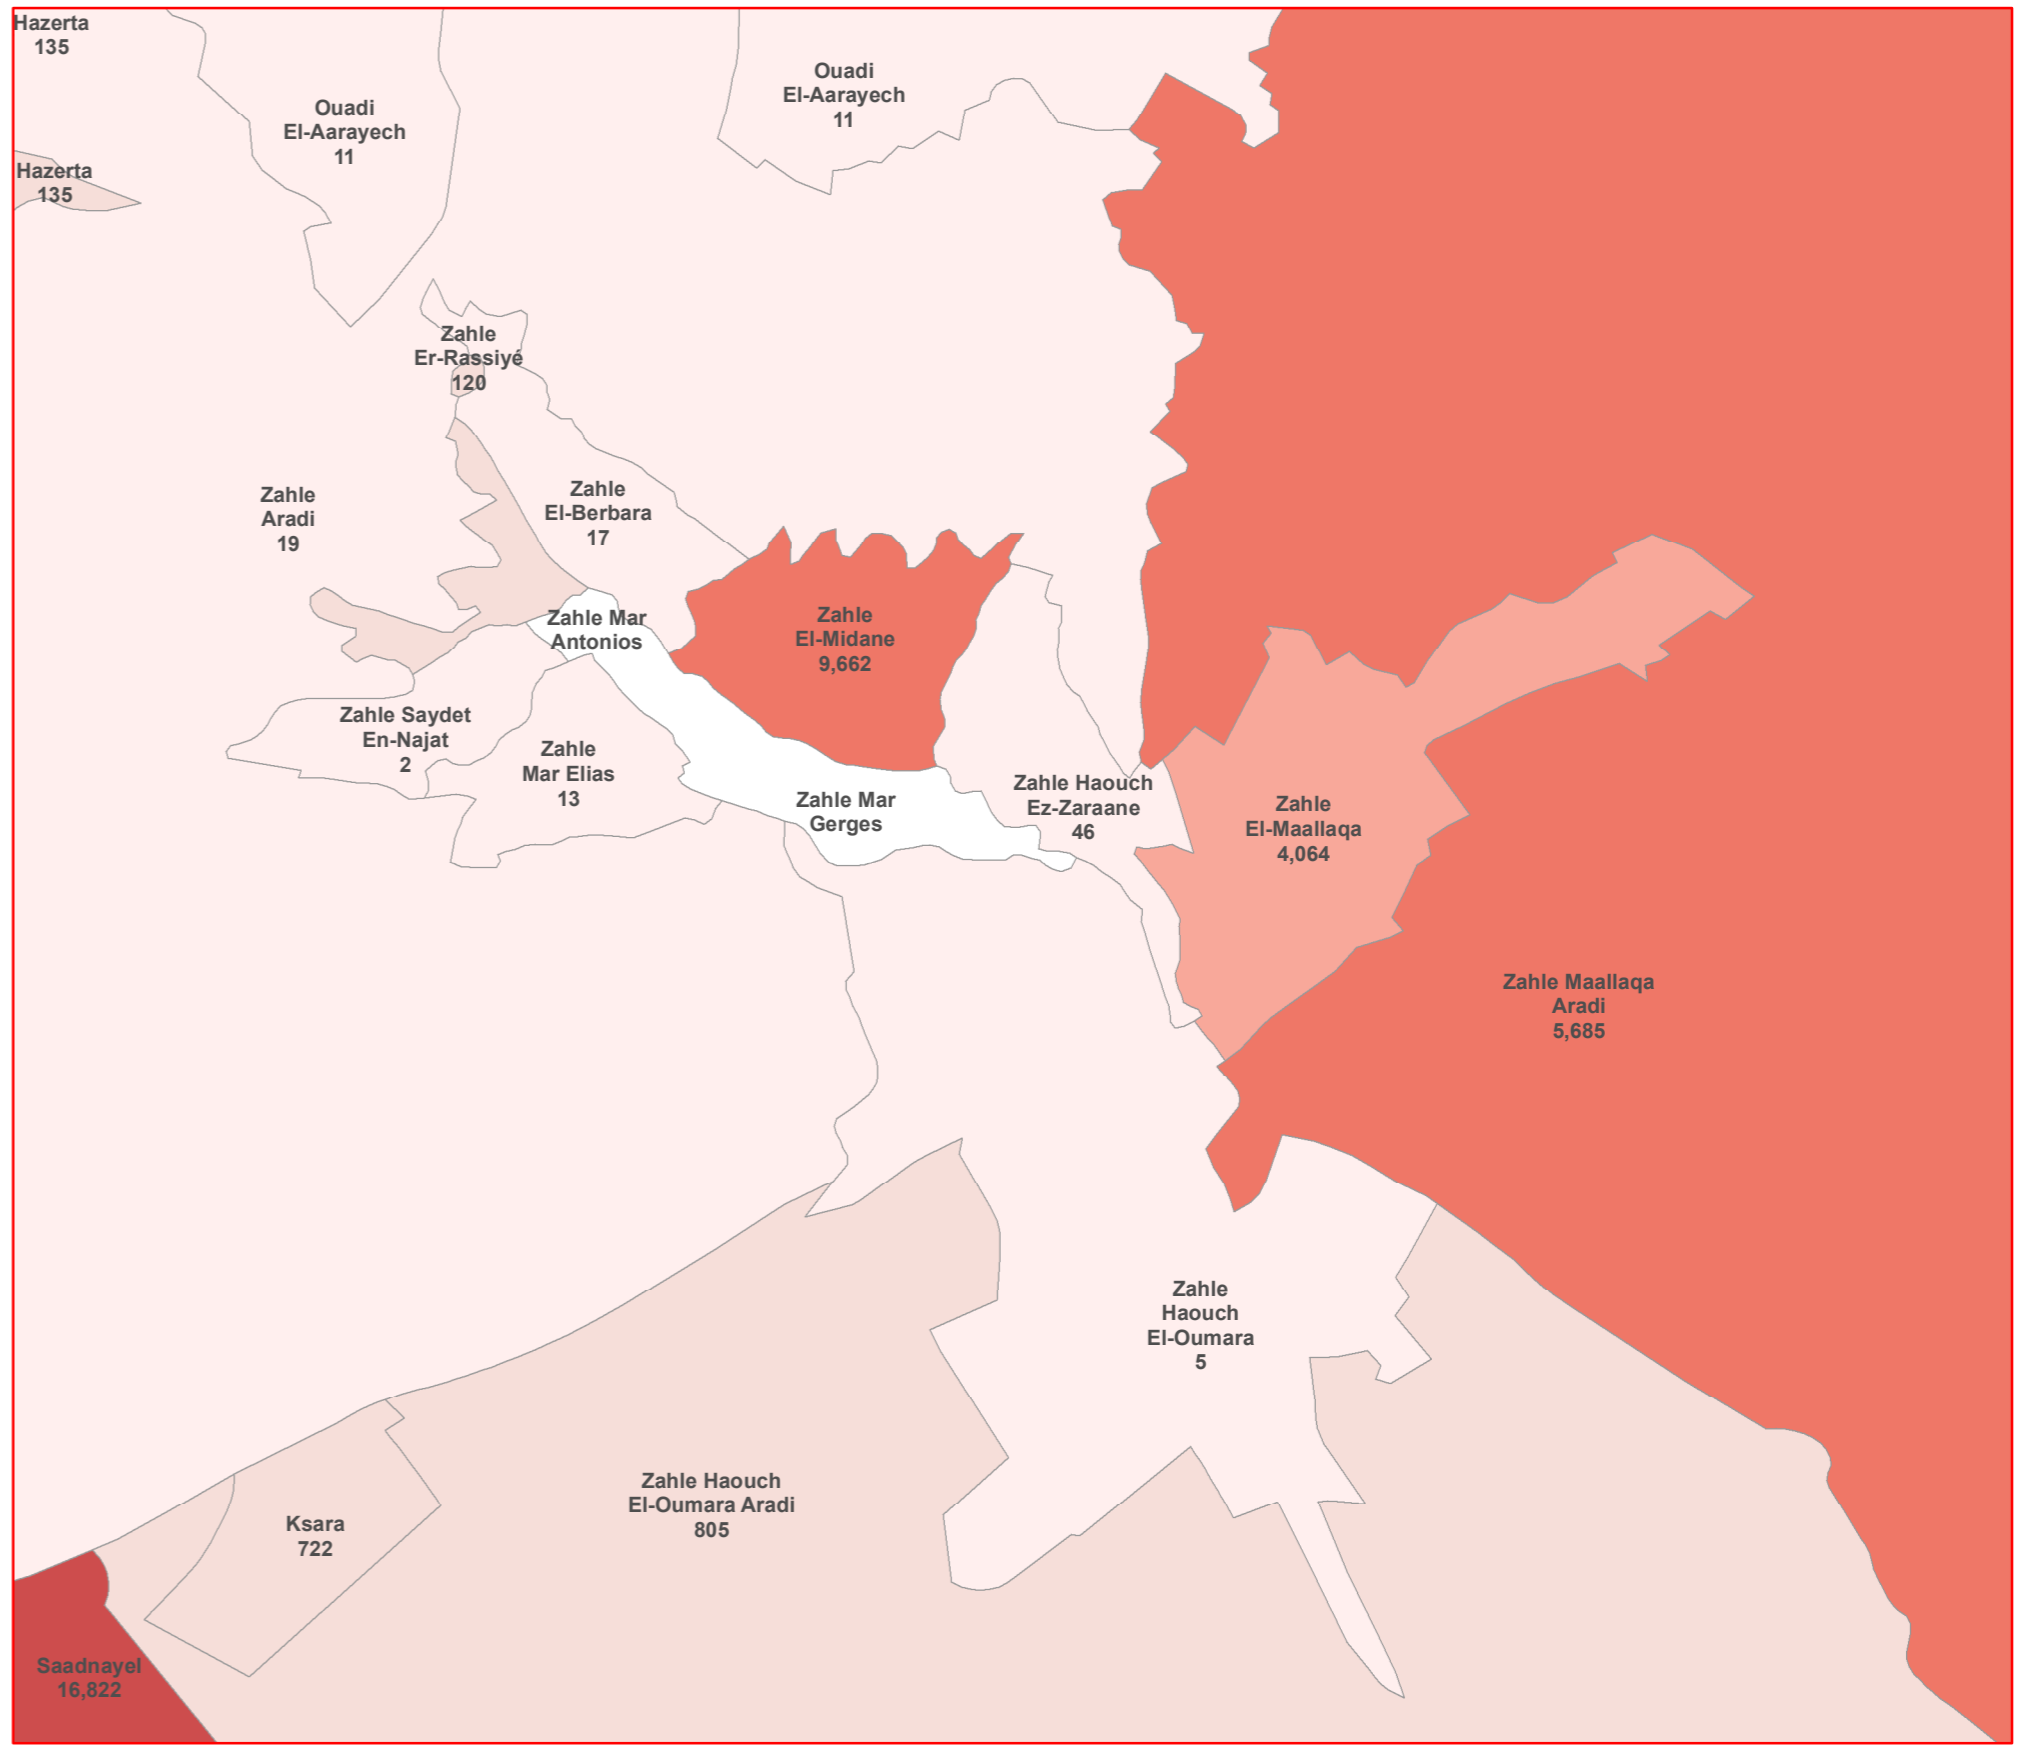 Hazerta
135
Ouadi
El-Aarayech
11
Ouadi
El-Aarayech
11
Hazerta
135
Zahle
Er-Rassiyé
120
Zahle
Aradi
19
Zahle
El-Berbara
17
Zahle Mar
Antonios
Zahle
El-Midane
9,662
Zahle Saydet
En-Najat
2
Zahle
Mar Elias
13
Zahle Mar
Gerges
Zahle Haouch
Ez-Zaraane
46
Zahle
El-Maallaqa
4,064
Zahle Maallaqa
Aradi
5,685
Zahle
Haouch
El-Oumara
5
Zahle Haouch
El-Oumara Aradi
805
Ksara
722
Saadnayel
16,822